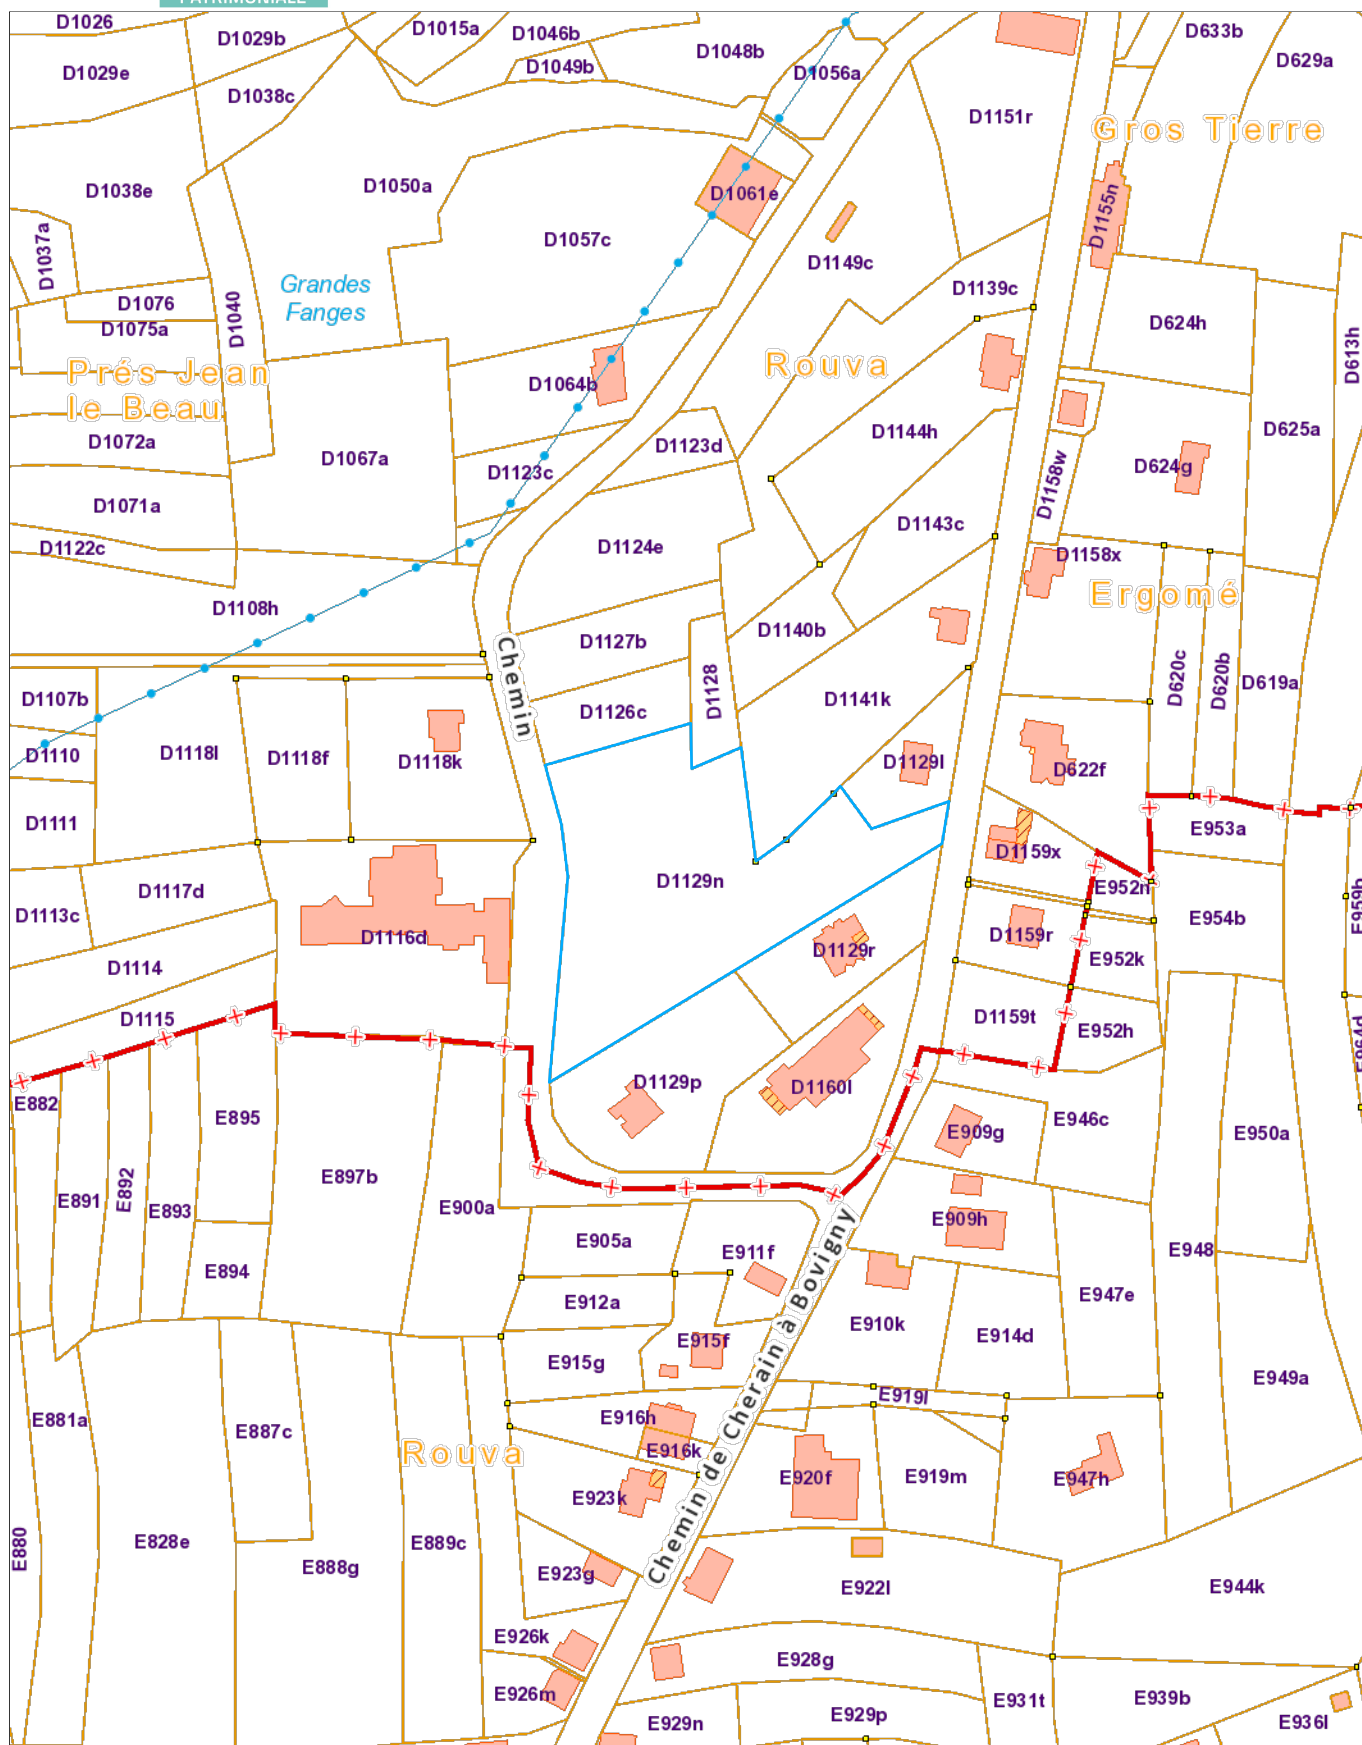 PATRIMONIALE
D1026
D1029b
D1015a
D1046b
D1048b
D633b
D1029e
D1049b
D1056a
D629a
D1038c
D1151r
Gros Tierre
D1038e
D1050a
D1061e
D1155n
D1037a
D1057c
D1149c
Grandes
Fanges
D1139c
D1076
D1075a
D1040
D624h
D613h
Prés Jean
le Beau
Rouva
D1064b
D1072a
D1067a
D1123d
D1144h
D625a
D1123c
D624g
D1158w
D1071a
D1143c
D1122c
D1124e
D1158x
D1108h
Ergomé
D1127b
D1140b
Chemin
D1128
D620c
D620b
D619a
D1107b
D1126c
D1141k
D1110
D1118l
D1118f
D1118k
D1129l
D622f
D1111
E953a
D1159x
D1129n
E952n
D1117d
D1113c
D1116d
D1129r
D1159r
E954b
E959b
E952k
D1114
D1115
D1159t
E952h
E964d
E882
D1129p
D1160l
E895
E909g
E946c
E950a
E897b
E892
E891
E893
E900a
E909h
E905a
E911f
E948
E894
E912a
E947e
E910k
E914d
E915f
E915g
E949a
E919l
E881a
E887c
E916h
E916k
Rouva
Chemin de Cherain à Bovigny
E920f
E919m
E947h
E923k
E880
E828e
E888g
E889c
E923g
E922l
E944k
E926k
E928g
E926m
E931t
E939b
E929n
E929p
E936l